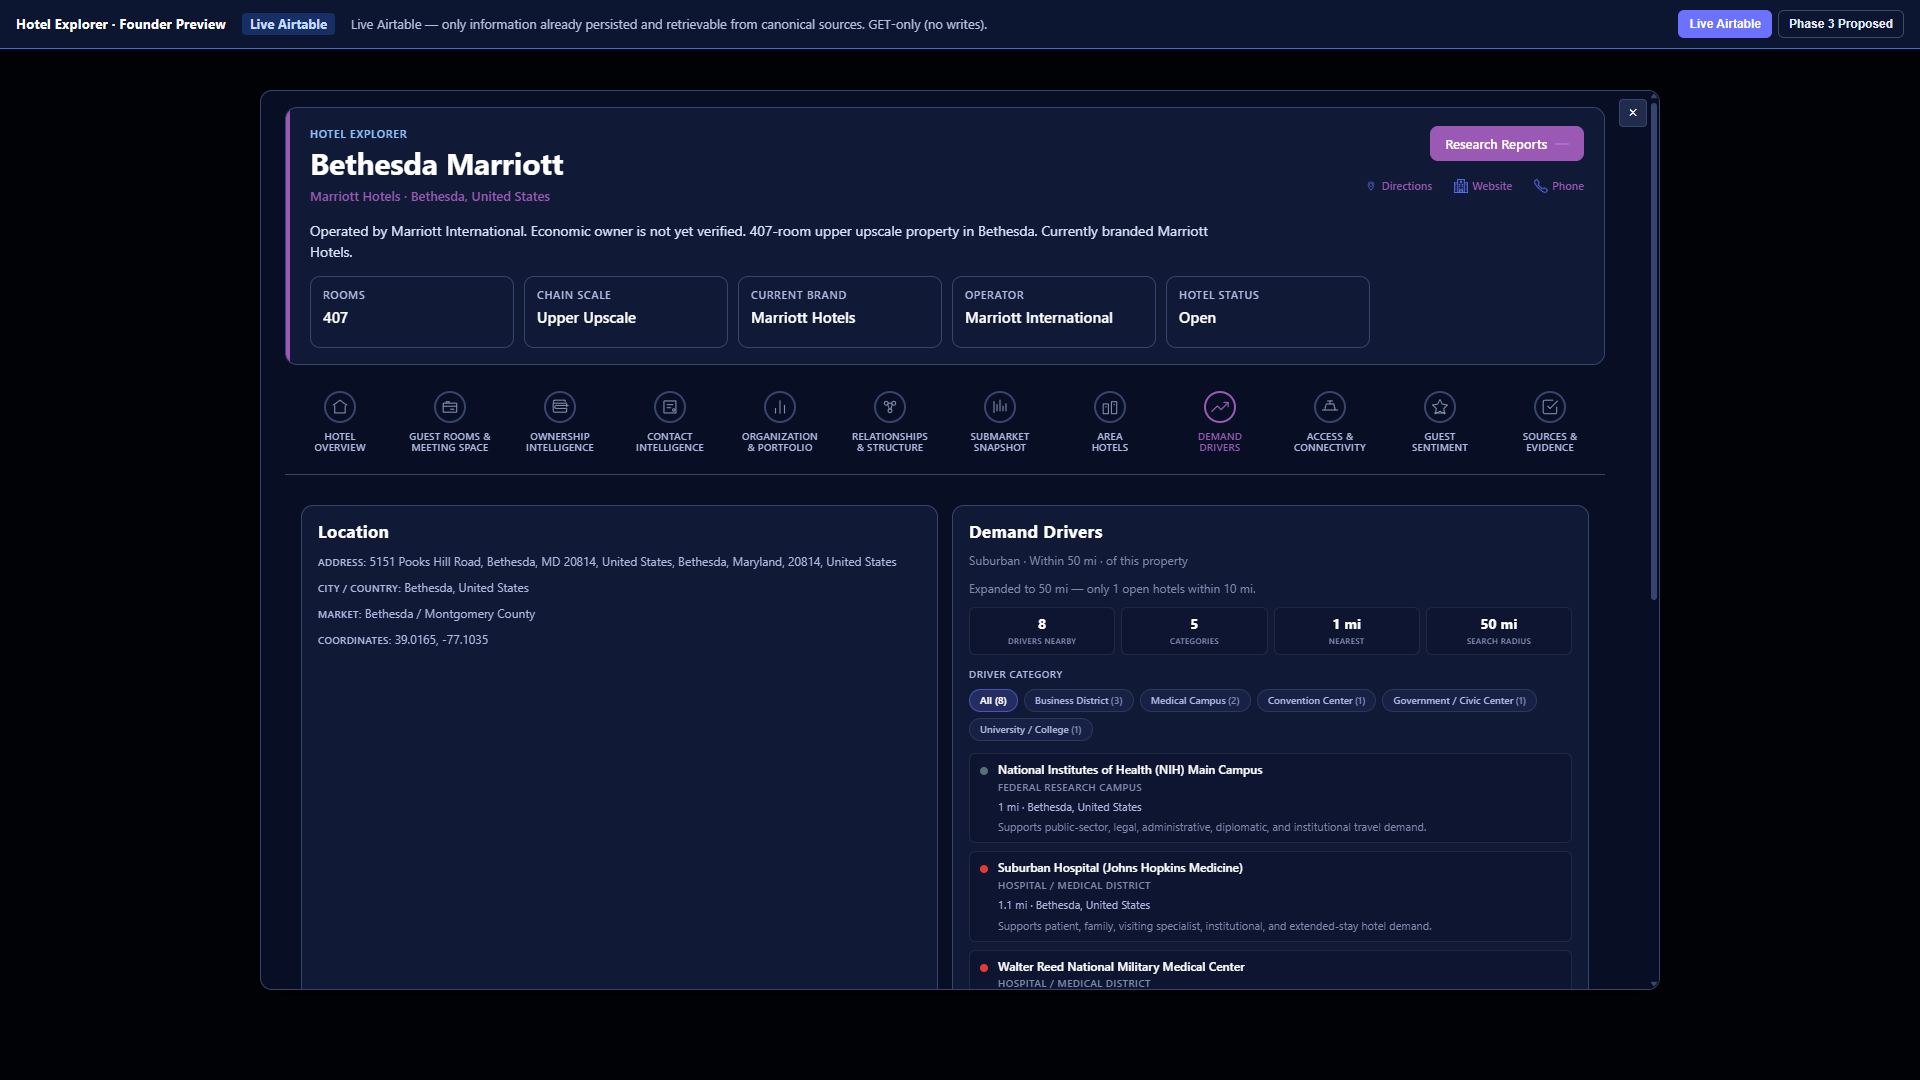 Hotel Explorer · Founder Preview
Live Airtable
Live Airtable — only information already persisted and retrievable from canonical sources. GET-only (no writes).
Live Airtable
Phase 3 Proposed
×
HOTEL EXPLORER
Bethesda Marriott
Marriott Hotels · Bethesda, United States
Research Reports —
Directions
Website
Phone
Operated by Marriott International. Economic owner is not yet verified. 407-room upper upscale property in Bethesda. Currently branded Marriott
Hotels.
ROOMS
407
CHAIN SCALE
Upper Upscale
CURRENT BRAND
Marriott Hotels
OPERATOR
Marriott International
HOTEL STATUS
Open
HOTEL
OVERVIEW
GUEST ROOMS &
MEETING SPACE
OWNERSHIP
INTELLIGENCE
CONTACT
INTELLIGENCE
ORGANIZATION
& PORTFOLIO
RELATIONSHIPS
& STRUCTURE
SUBMARKET
SNAPSHOT
AREA
HOTELS
DEMAND
DRIVERS
ACCESS &
CONNECTIVITY
GUEST
SENTIMENT
SOURCES &
EVIDENCE
Location
ADDRESS: 5151 Pooks Hill Road, Bethesda, MD 20814, United States, Bethesda, Maryland, 20814, United States
CITY / COUNTRY: Bethesda, United States
MARKET: Bethesda / Montgomery County
COORDINATES: 39.0165, -77.1035
Demand Drivers
Suburban · Within 50 mi · of this property
Expanded to 50 mi — only 1 open hotels within 10 mi.
8
DRIVERS NEARBY
5
CATEGORIES
1 mi
NEAREST
50 mi
SEARCH RADIUS
DRIVER CATEGORY
All (8)
Business District (3)
Medical Campus (2)
Convention Center (1)
Government / Civic Center (1)
University / College (1)
National Institutes of Health (NIH) Main Campus
FEDERAL RESEARCH CAMPUS
1 mi · Bethesda, United States
Supports public-sector, legal, administrative, diplomatic, and institutional travel demand.
Suburban Hospital (Johns Hopkins Medicine)
HOSPITAL / MEDICAL DISTRICT
1.1 mi · Bethesda, United States
Supports patient, family, visiting specialist, institutional, and extended-stay hotel demand.
Walter Reed National Military Medical Center
HOSPITAL / MEDICAL DISTRICT